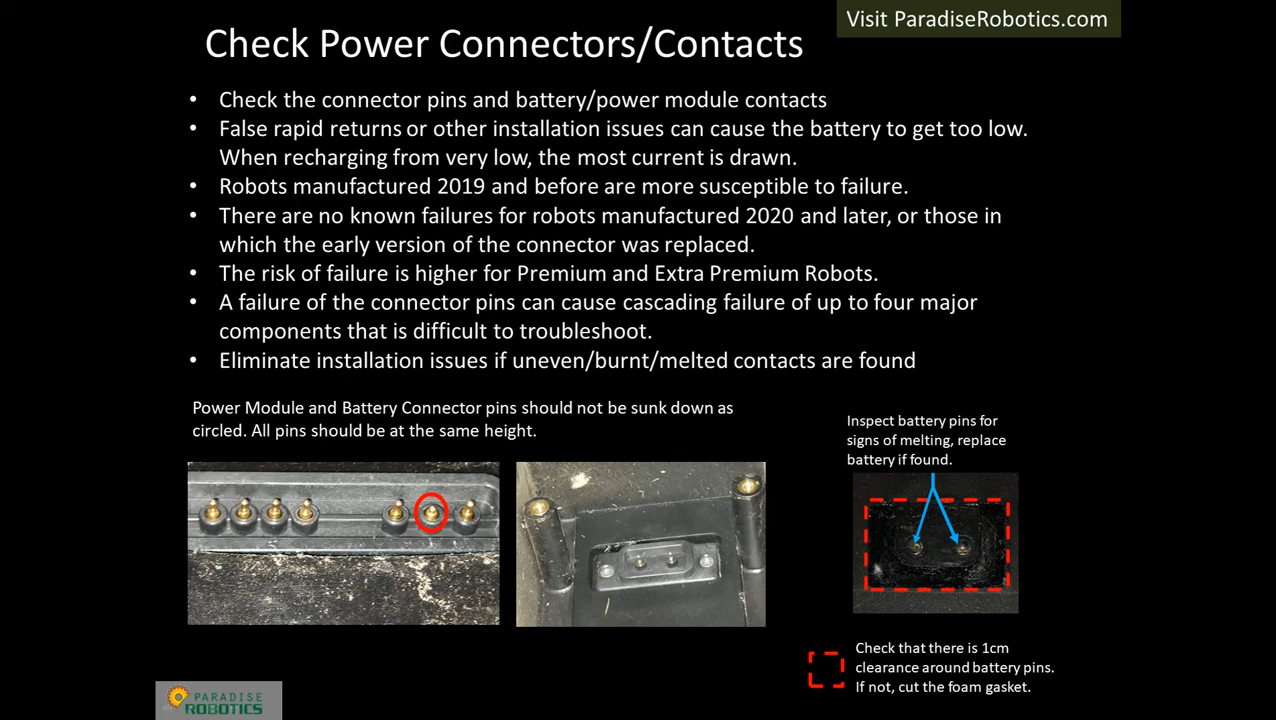 Visit ParadiseRobotics.com
Check Power Connectors/Contacts
• Check the connector pins and battery/power module contacts
• False rapid returns or other installation issues can cause the battery to get too low.
When recharging from very low, the most current is drawn.
• Robots manufactured 2019 and before are more susceptible to failure.
• There are no known failures for robots manufactured 2020 and later, or those in
which the early version of the connector was replaced.
• The risk of failure is higher for Premium and Extra Premium Robots.
• A failure of the connector pins can cause cascading failure of up to four major
components that is difficult to troubleshoot.
• Eliminate installation issues if uneven/burnt/melted contacts are found
Power Module and Battery Connector pins should not be sunk down as
circled. All pins should be at the same height.
Inspect battery pins for
signs of melting, replace
battery if found.
Check that there is 1cm
clearance around battery pins.
If not, cut the foam gasket.
PARADISE
ROBOTICS